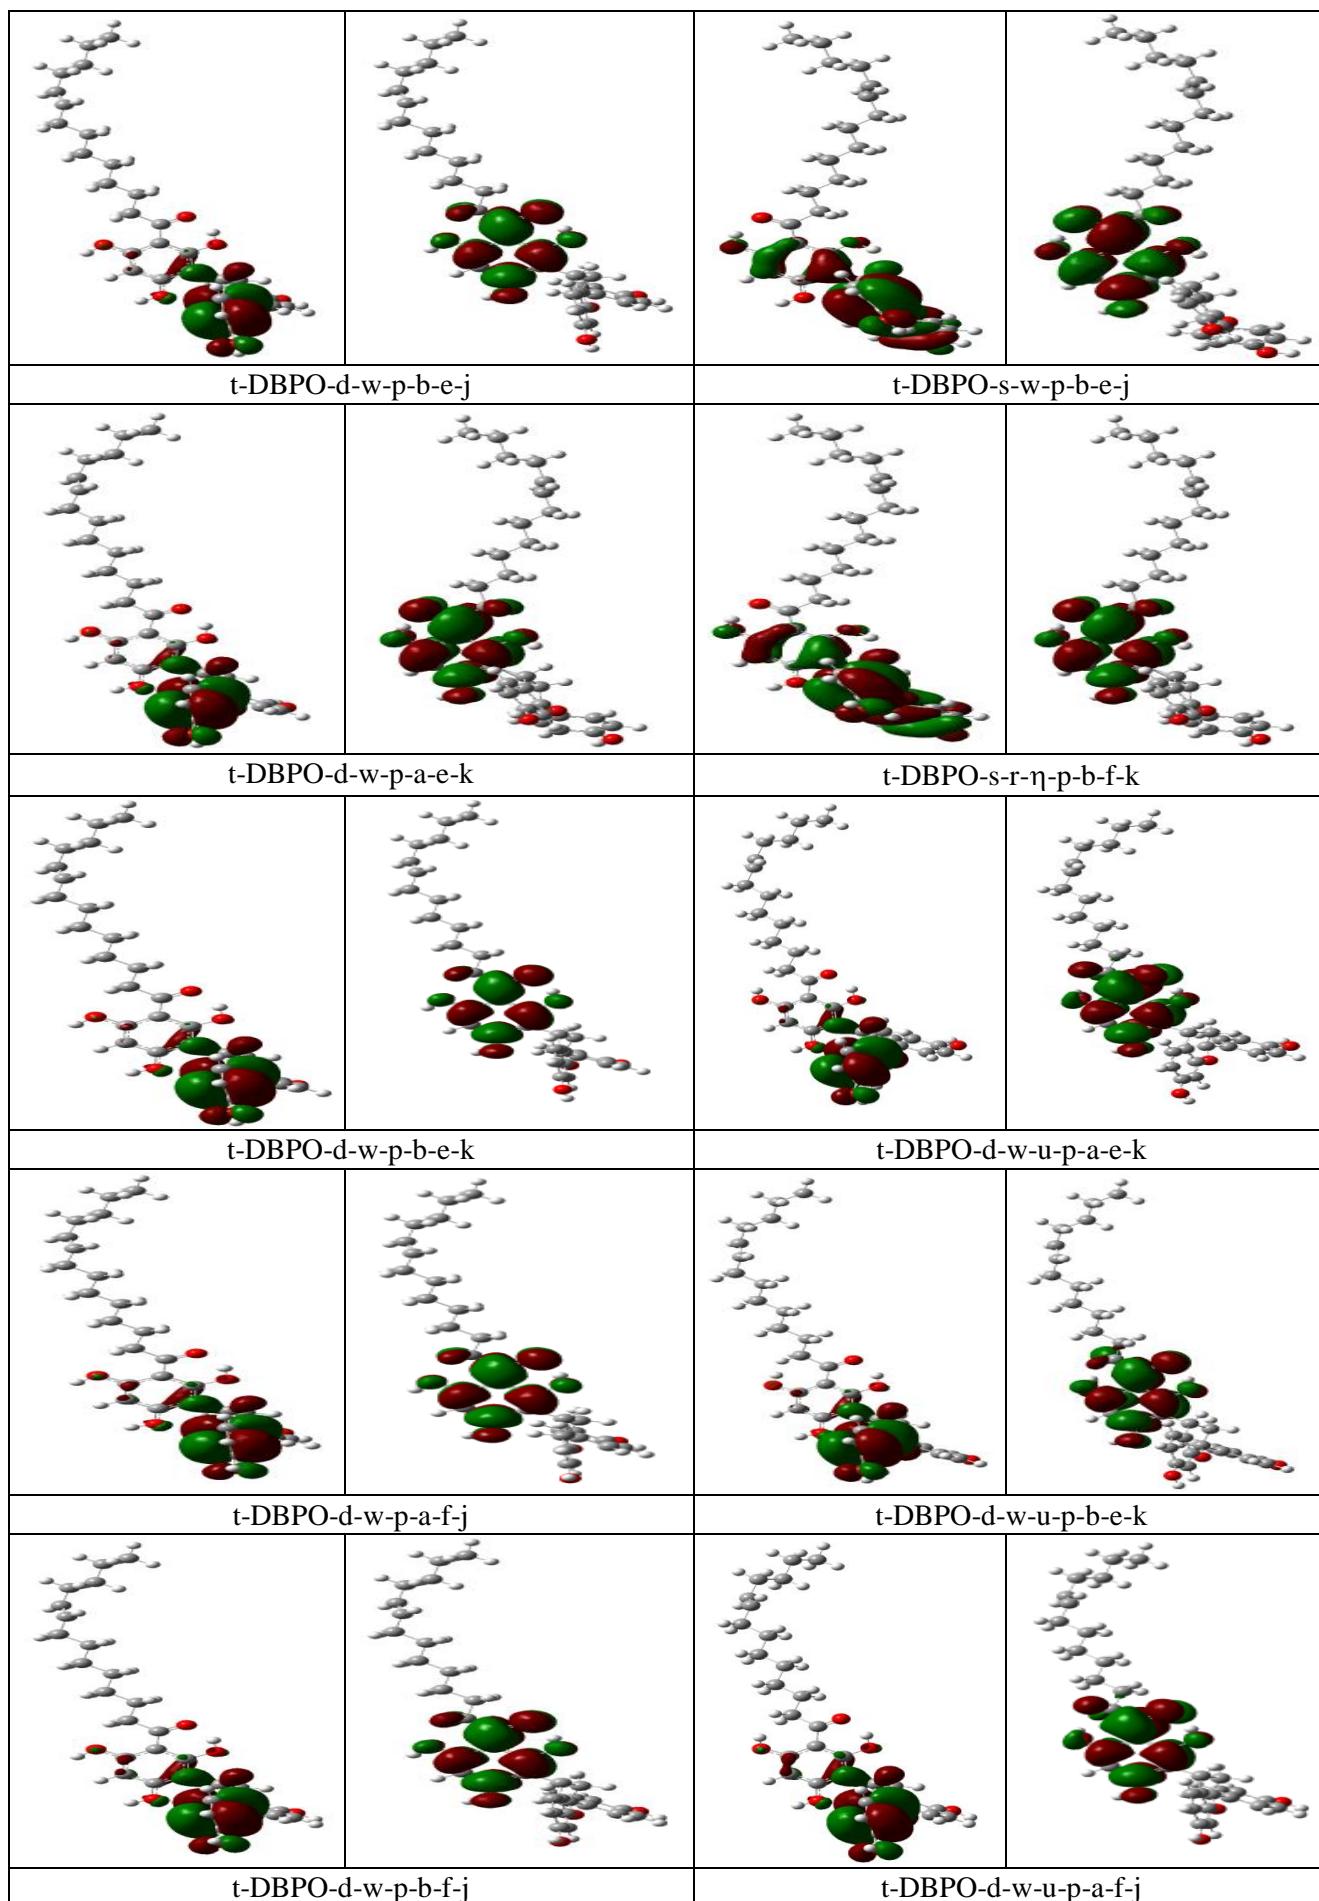 t-DBPO-d-w-p-b-e-j
t-DBPO-s-w-p-b-e-j
t-DBPO-d-w-p-a-e-k
t-DBPO-s-r-η-p-b-f-k
t-DBPO-d-w-p-b-e-k
t-DBPO-d-w-u-p-a-e-k
t-DBPO-d-w-p-a-f-j
t-DBPO-d-w-u-p-b-e-k
t-DBPO-d-w-p-b-f-j
t-DBPO-d-w-u-p-a-f-j